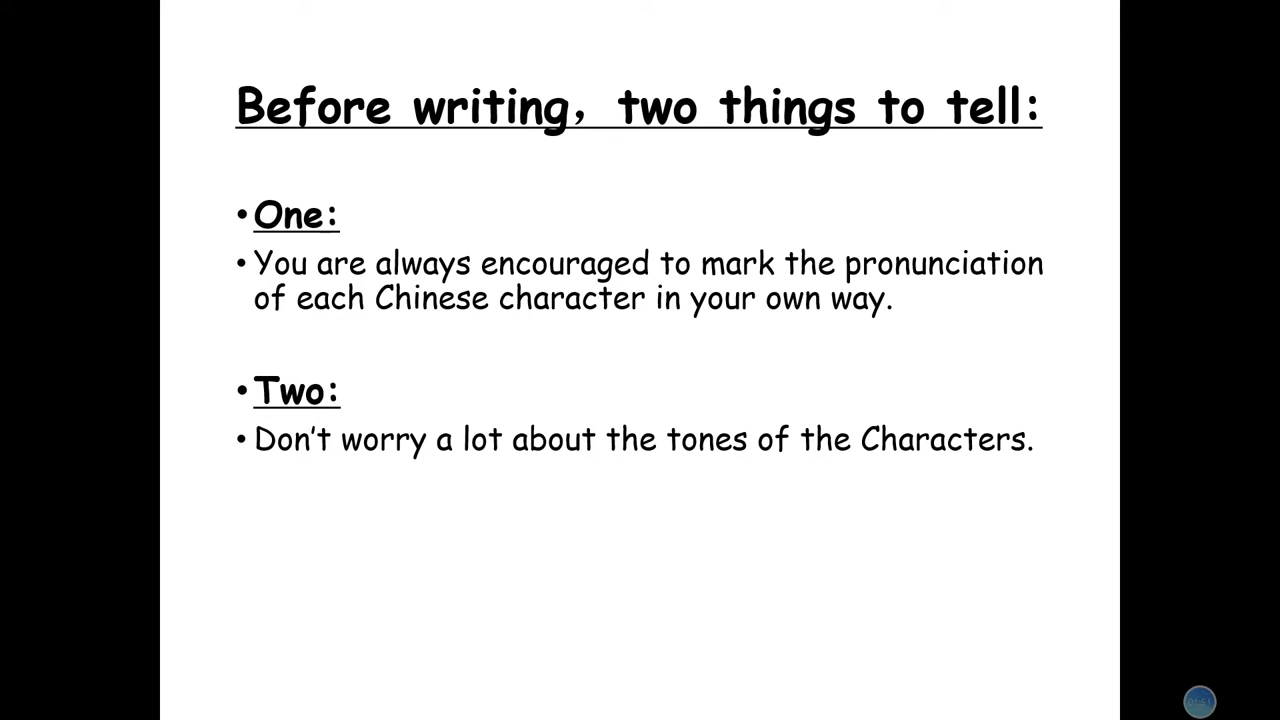 Before writing，two things to tell:
• One:
• You are always encouraged to mark the pronunciation
of each Chinese character in your own way.
• Two:
• Don’t worry a lot about the tones of the Characters.